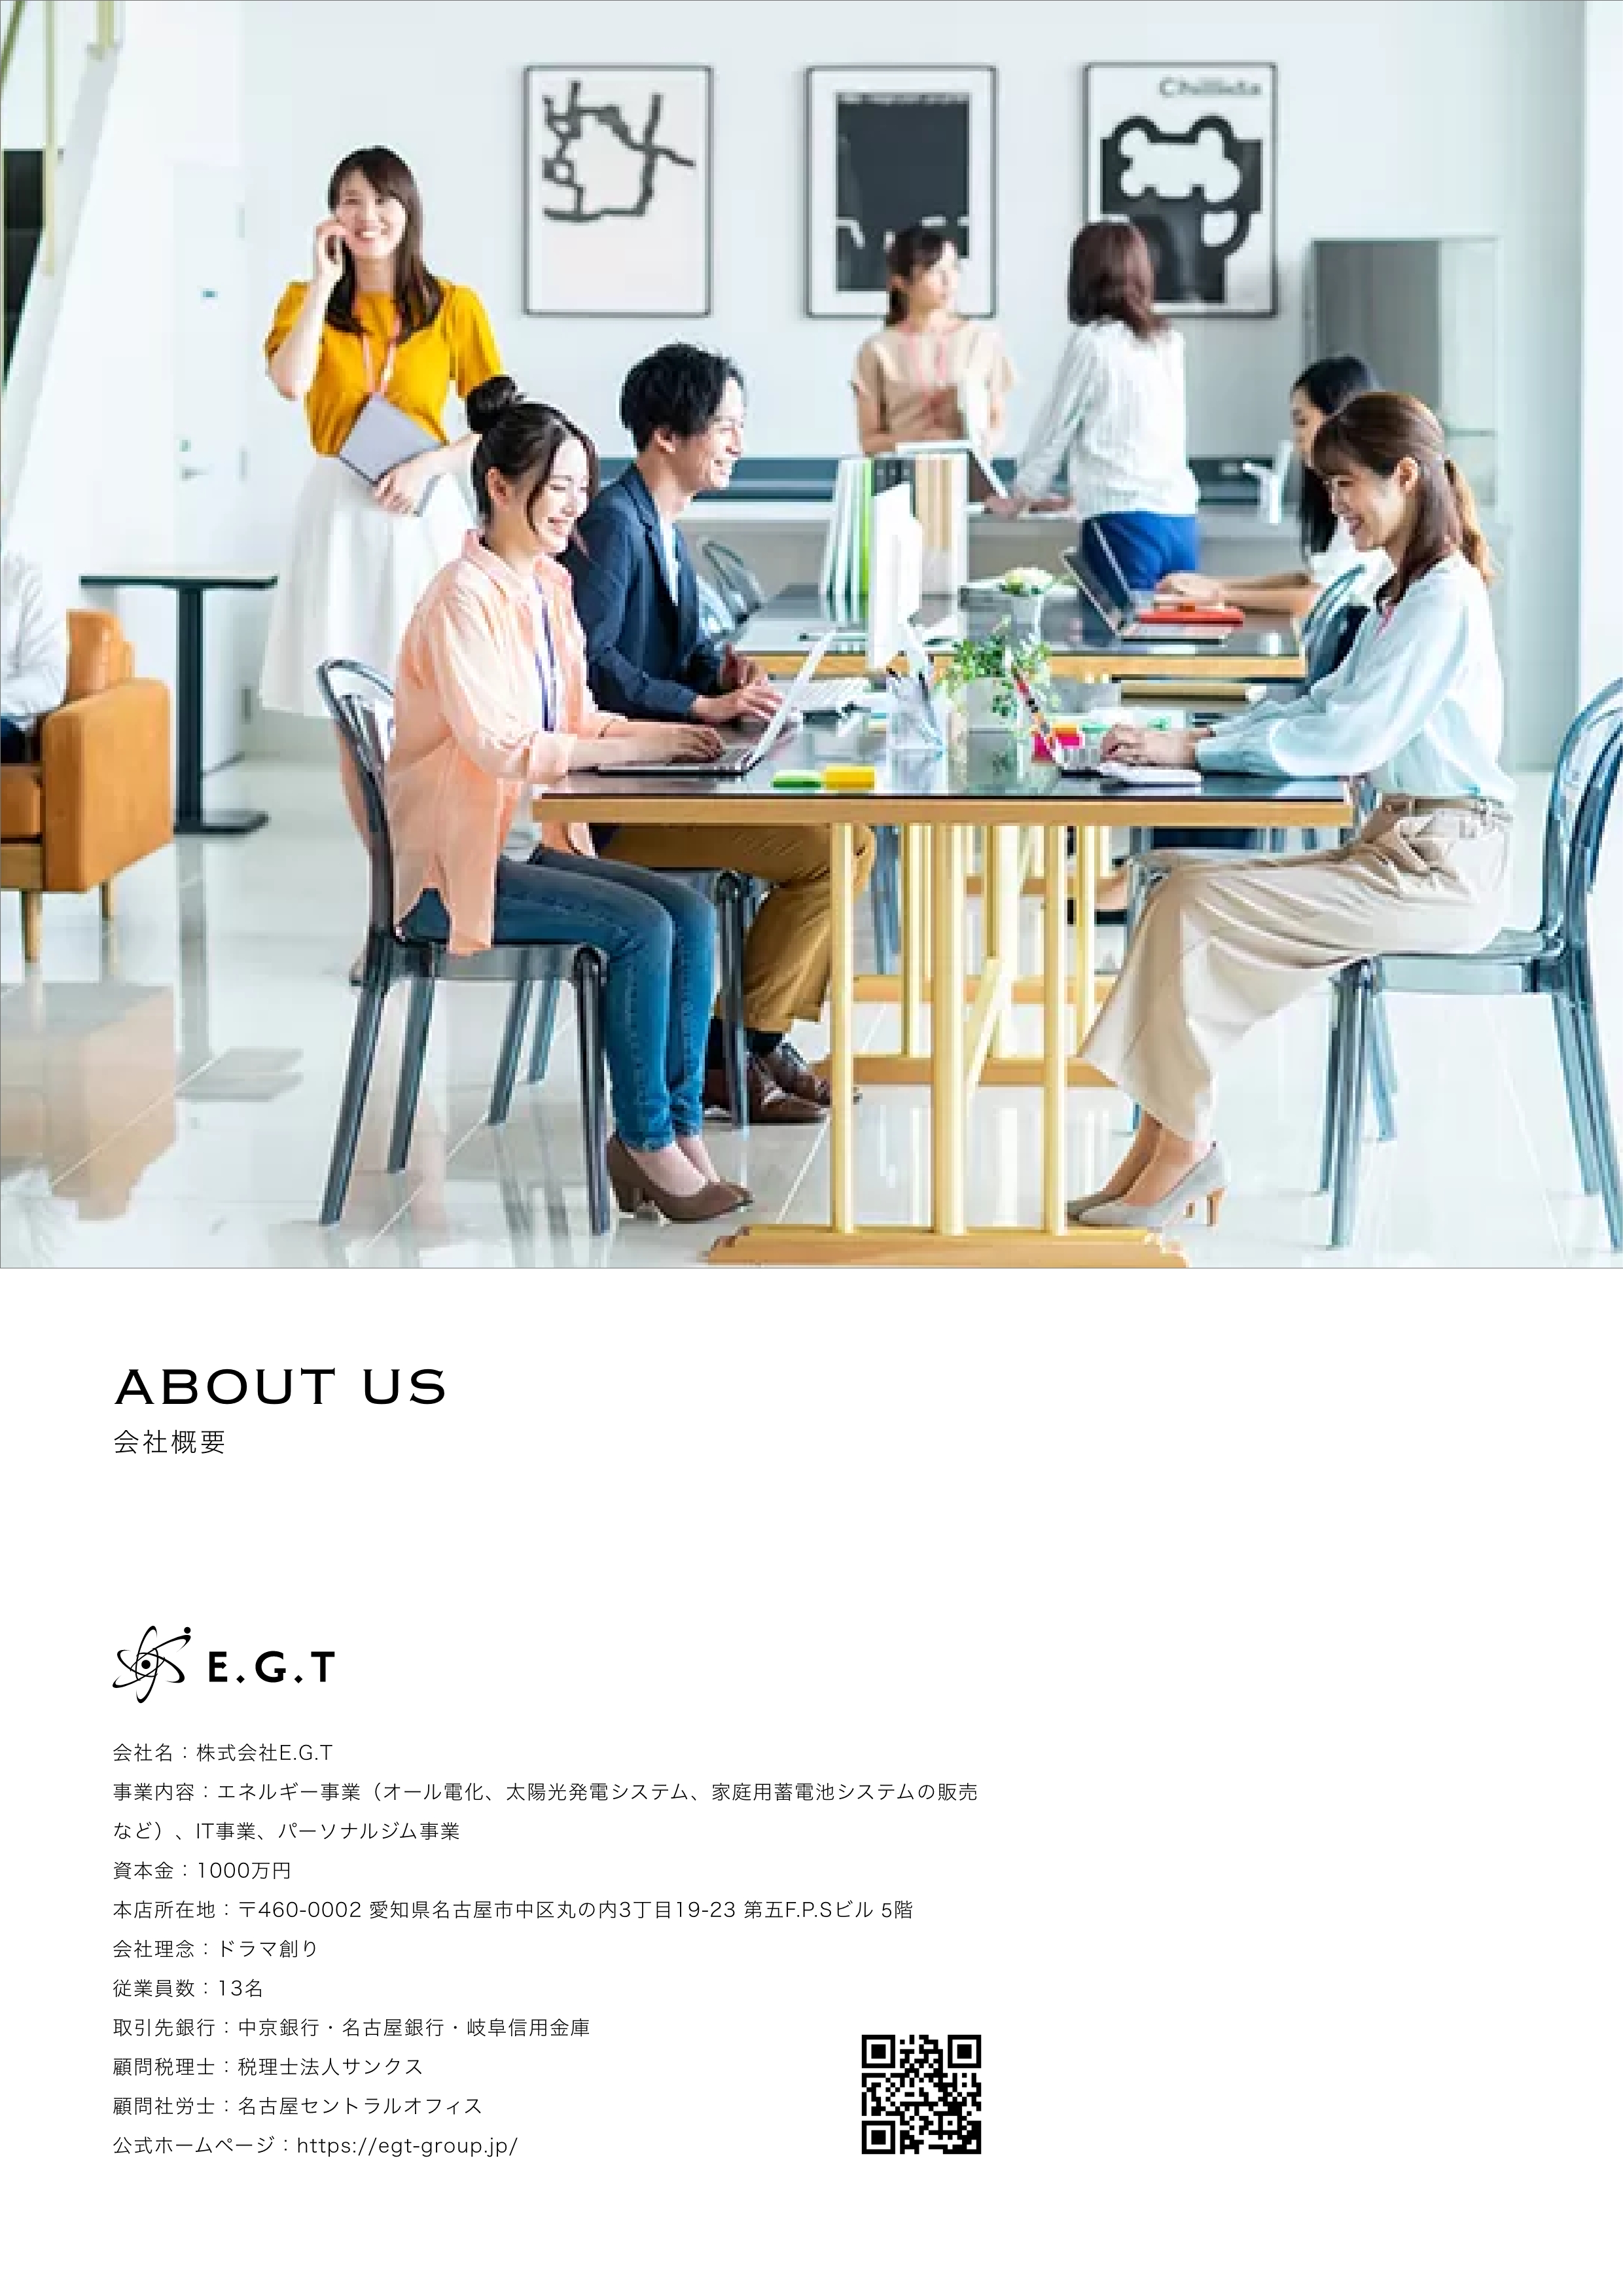 Chillida
ABOUT US
会社概要
E.G.T
会社名：株式会社E.G.T
事業内容：エネルギー事業（オール電化、太陽光発電システム、家庭用蓄電池システムの販売
など）、IT事業、パーソナルジム事業
資本金：1000万円
本店所在地：〒460-0002 愛知県名古屋市中区丸の内3丁目19-23 第五F.P.Sビル 5階
会社理念：ドラマ創り
従業員数：13名
取引先銀行：中京銀行・名古屋銀行・岐阜信用金庫
顧問税理士：税理士法人サンクス
顧問社労士：名古屋セントラルオフィス
公式ホームページ：https://egt-group.jp/